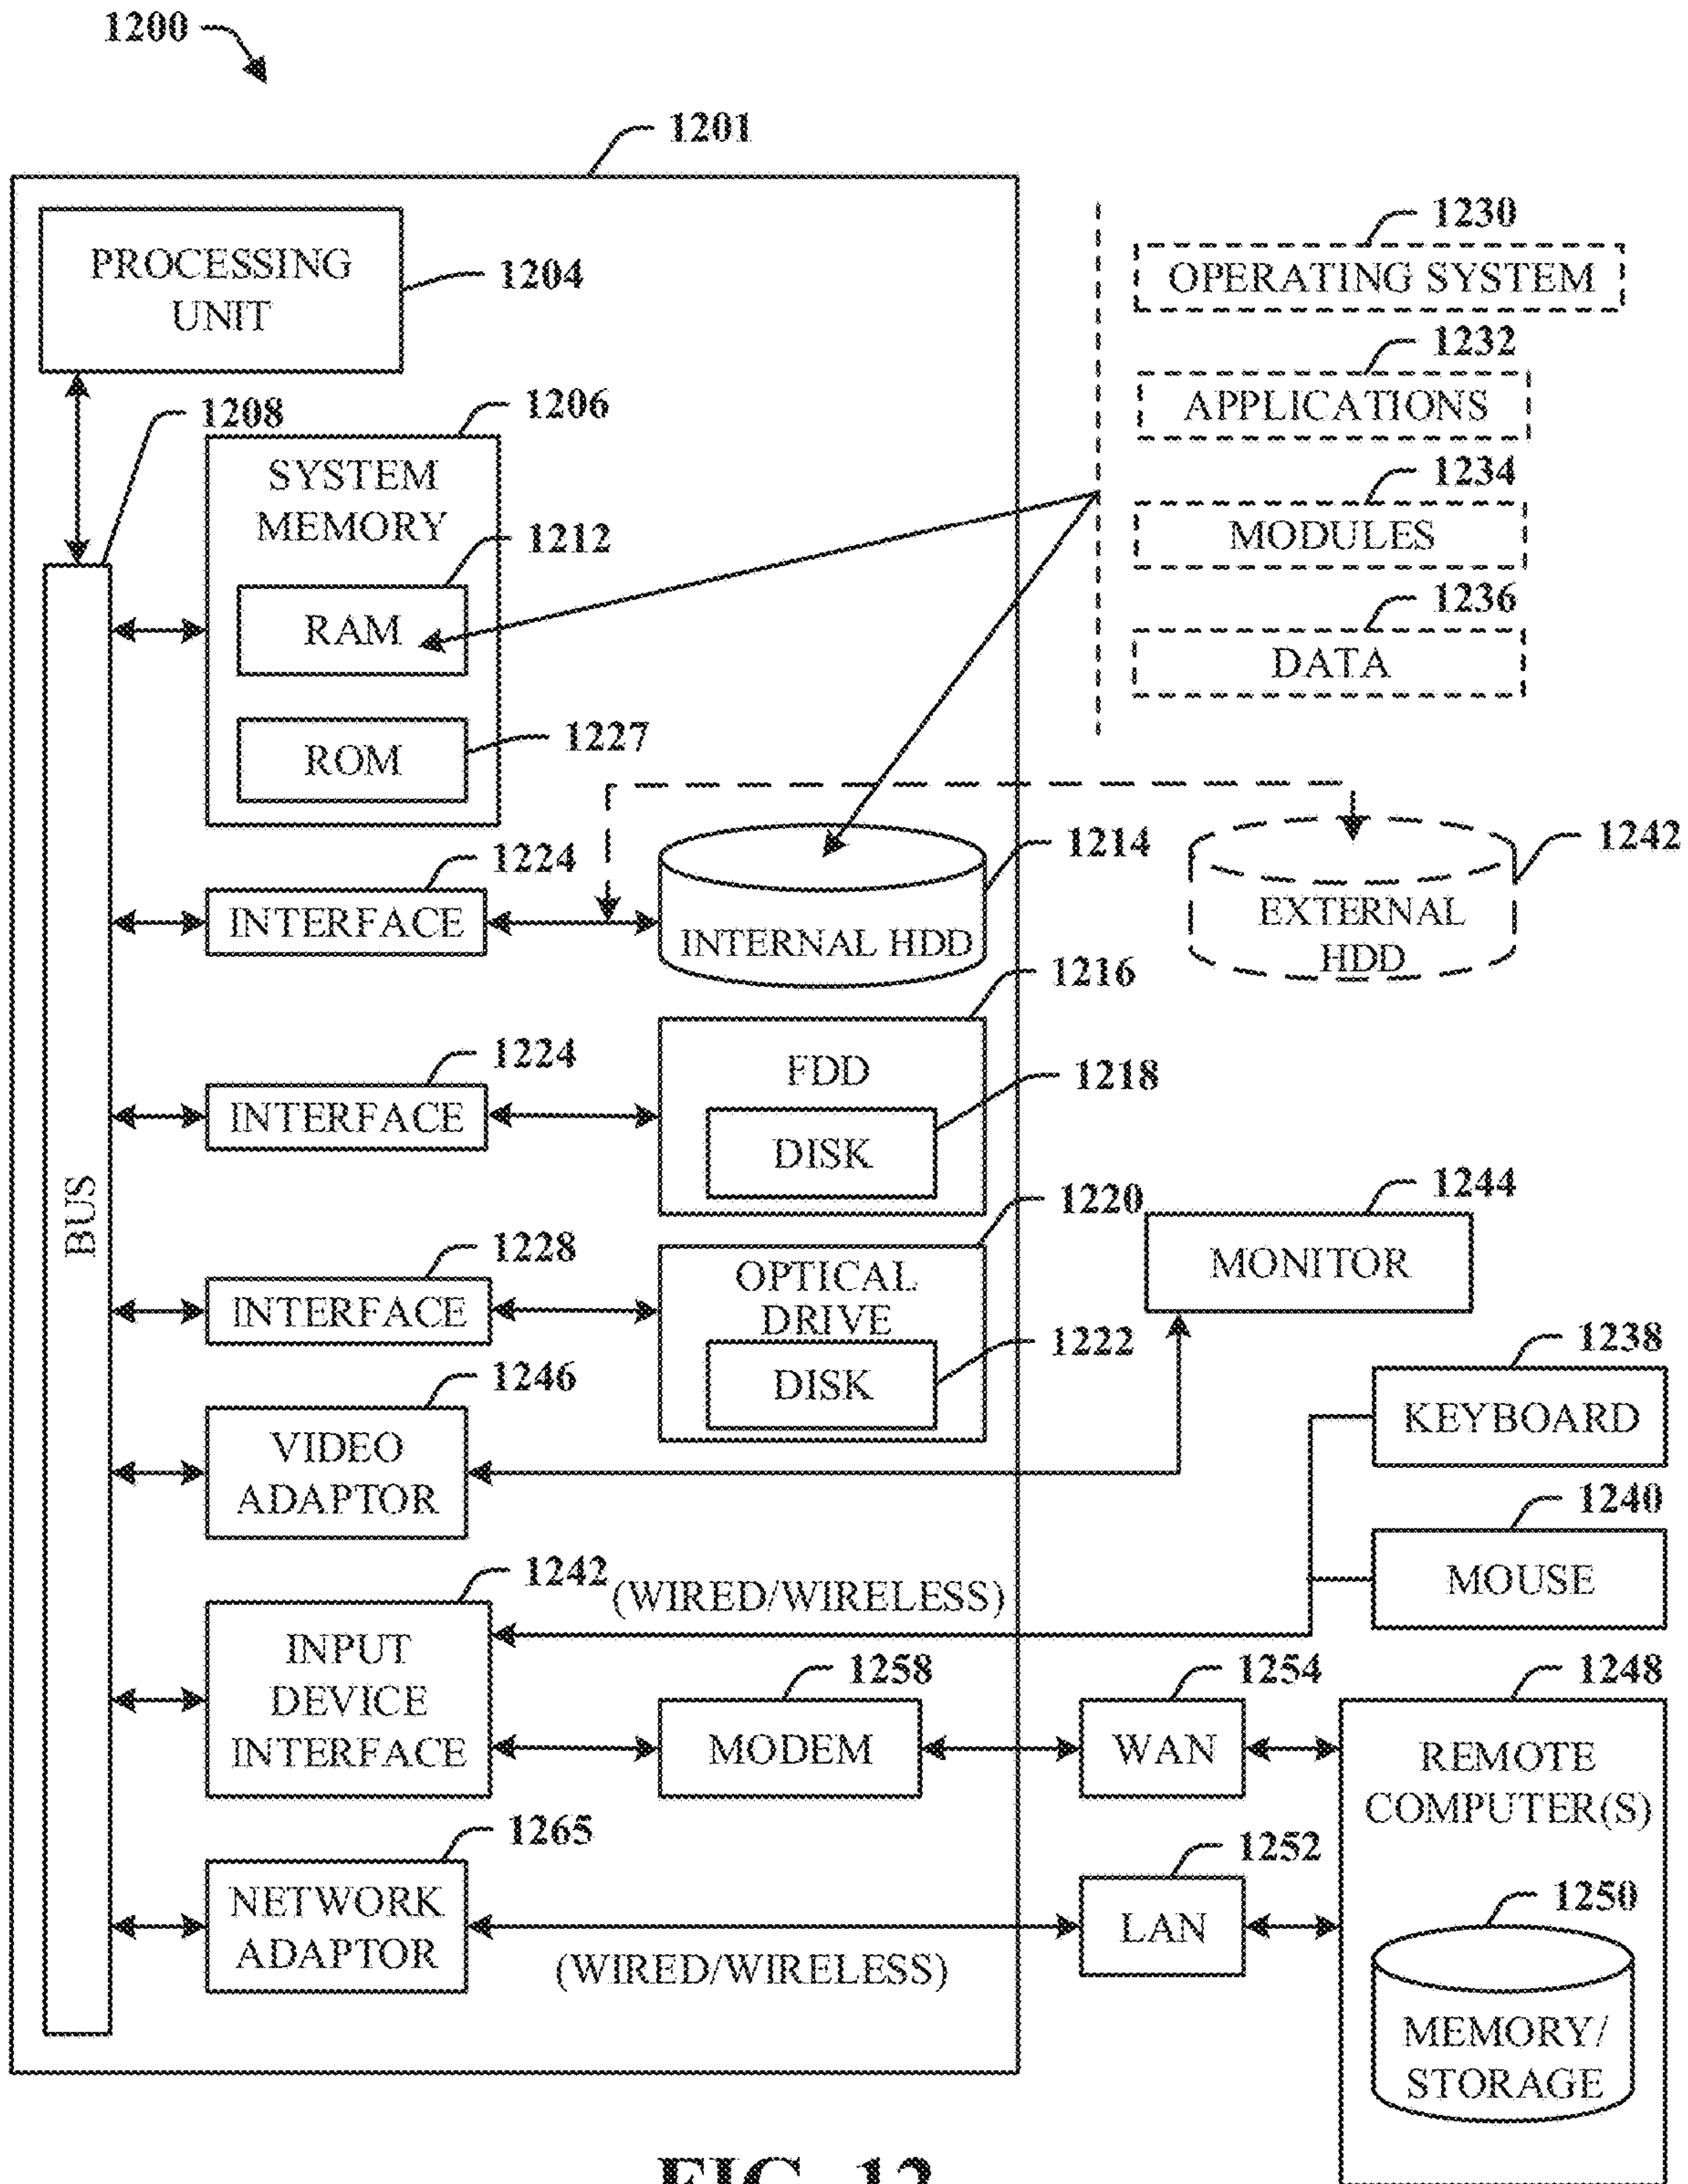 1200
1201
PROCESSING
UNIT
1204
1230
OPERATING SYSTEM
1232
APPLICATIONS
1234
MODULES
1236
DATA
1208
1206
SYSTEM
MEMORY
1212
RAM
ROM
1227
1224
INTERFACE
1214
INTERNAL HDD
1242
EXTERNAL
HDD
1224
INTERFACE
1216
FDD
1218
DISK
BUS
1228
INTERFACE
1220
OPTICAL
DRIVE
1222
DISK
1244
MONITOR
1246
VIDEO
ADAPTOR
1238
KEYBOARD
1240
MOUSE
1242
(WIRED/WIRELESS)
INPUT
DEVICE
INTERFACE
1258
MODEM
1254
WAN
1248
REMOTE
COMPUTER(S)
1265
NETWORK
ADAPTOR
(WIRED/WIRELESS)
1252
LAN
1250
MEMORY/
STORAGE
FIG. 12